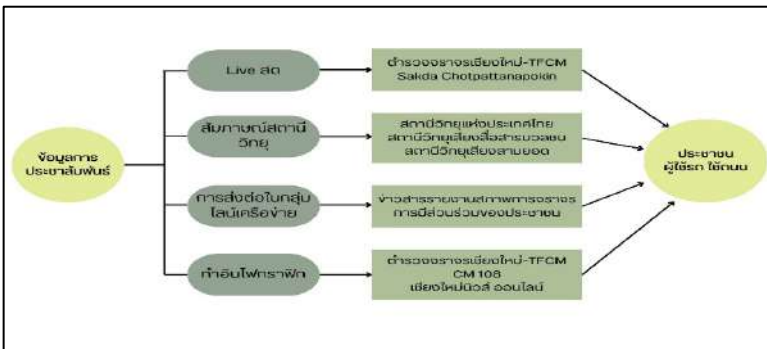 ข้อมูลการ
ประชาสัมพันธ์
Live สด
ตำรวจจราจรเชียงใหม่-TFCM
Sakda Chotpattanapokin
สัมภาษณ์สถานี
วิทยุ
สถานีวิทยุแห่งประเทศไทย
สถานีวิทยุเสียงสื่อสารมวลชน
สถานีวิทยุเสียงสามยอด
การส่งต่อในกลุ่ม
ไลน์เครือข่าย
ข่าวสารรายงานสภาพการจราจร
การมีส่วนร่วมของประชาชน
ทำอินโฟกราฟิก
ตำรวจจราจรเชียงใหม่-TFCM
CM 108
เชียงใหม่นิวส์ ออนไลน์
ประชาชน
ผู้ใช้รถ ใช้ถนน